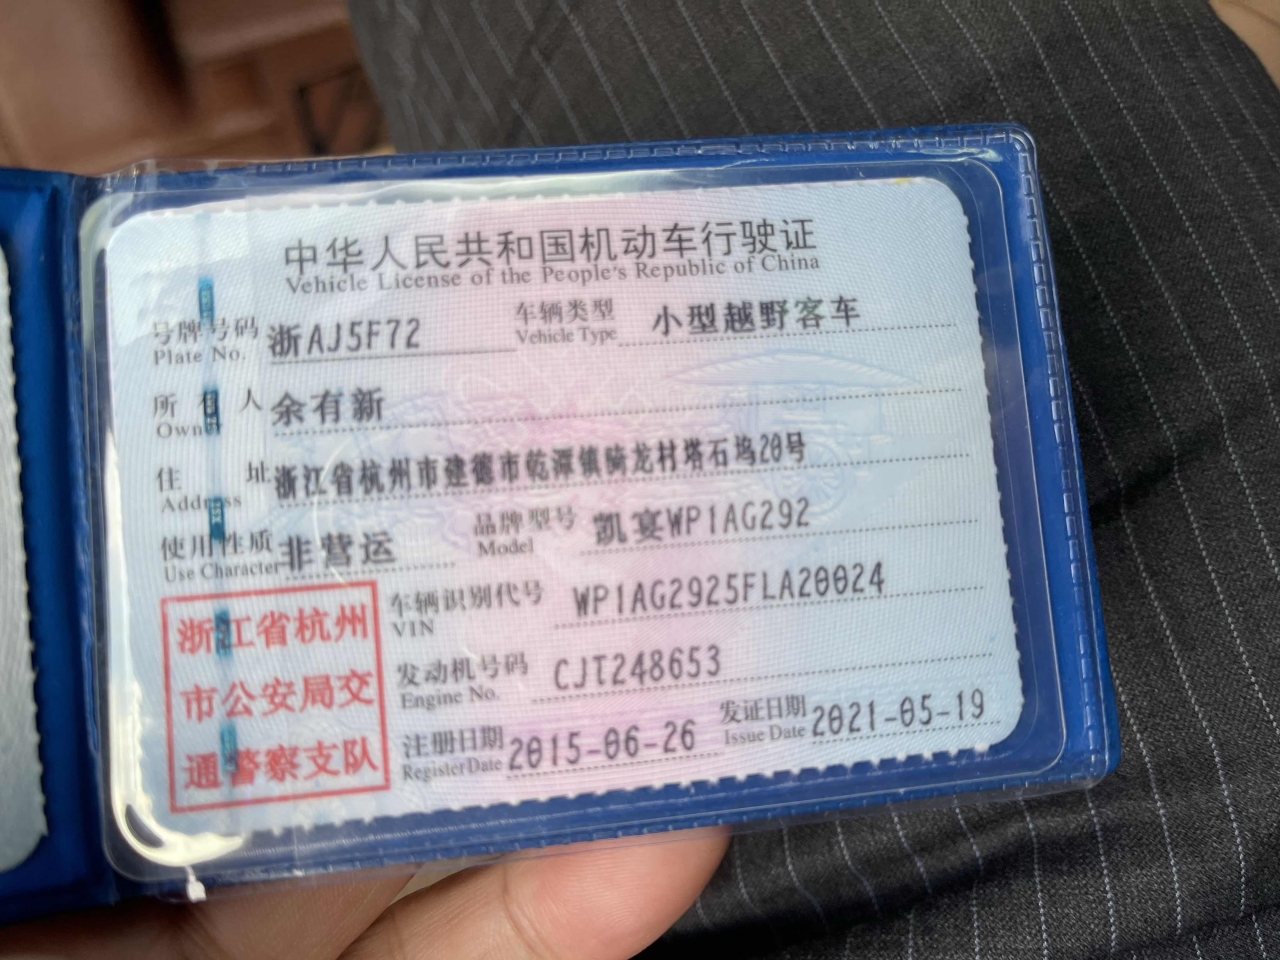 中华人民共和国机动车行驶证
Vehicle License of the People's Republic of China
号牌号码 浙AJ5F72 车辆类型 小型越野客车
Plate No. Vehicle Type
所有人 余有新
Owner
住址 浙江省杭州市建德市乾潭镇骑龙村塔石坞20号
Address
使用性质 非营运 品牌型号 凯宴WP1AG292
Use Character Model
车辆识别代号 WP1AG2925FLA20024
VIN
发动机号码 CJT248653
Engine No.
注册日期 2015-06-26 发证日期 2021-05-19
Register Date Issue Date
浙江省杭州
市公安局交
通警察支队